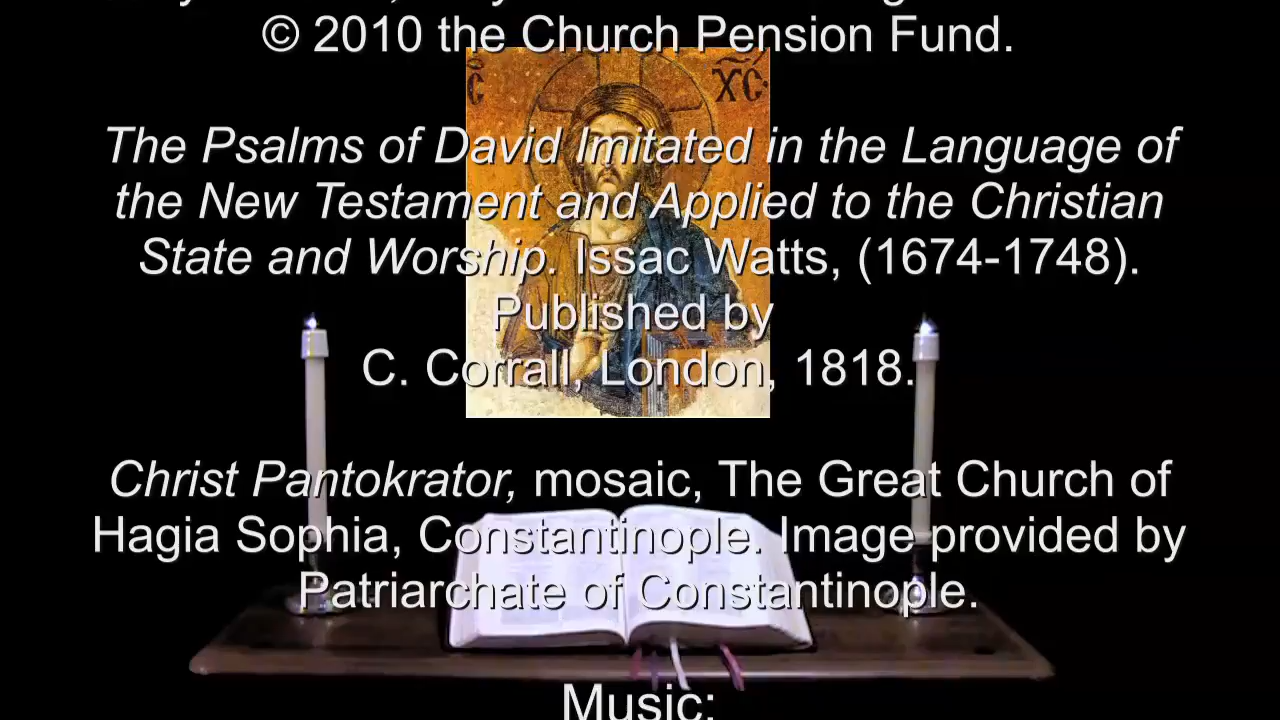 © 2010 the Church Pension Fund.
The Psalms of David Imitated in the Language of
the New Testament and Applied to the Christian
State and Worship. Issac Watts, (1674-1748).
Published by
C. Corrall, London, 1818.
Christ Pantokrator, mosaic, The Great Church of
Hagia Sophia, Constantinople. Image provided by
Patriarchate of Constantinople.
Music: